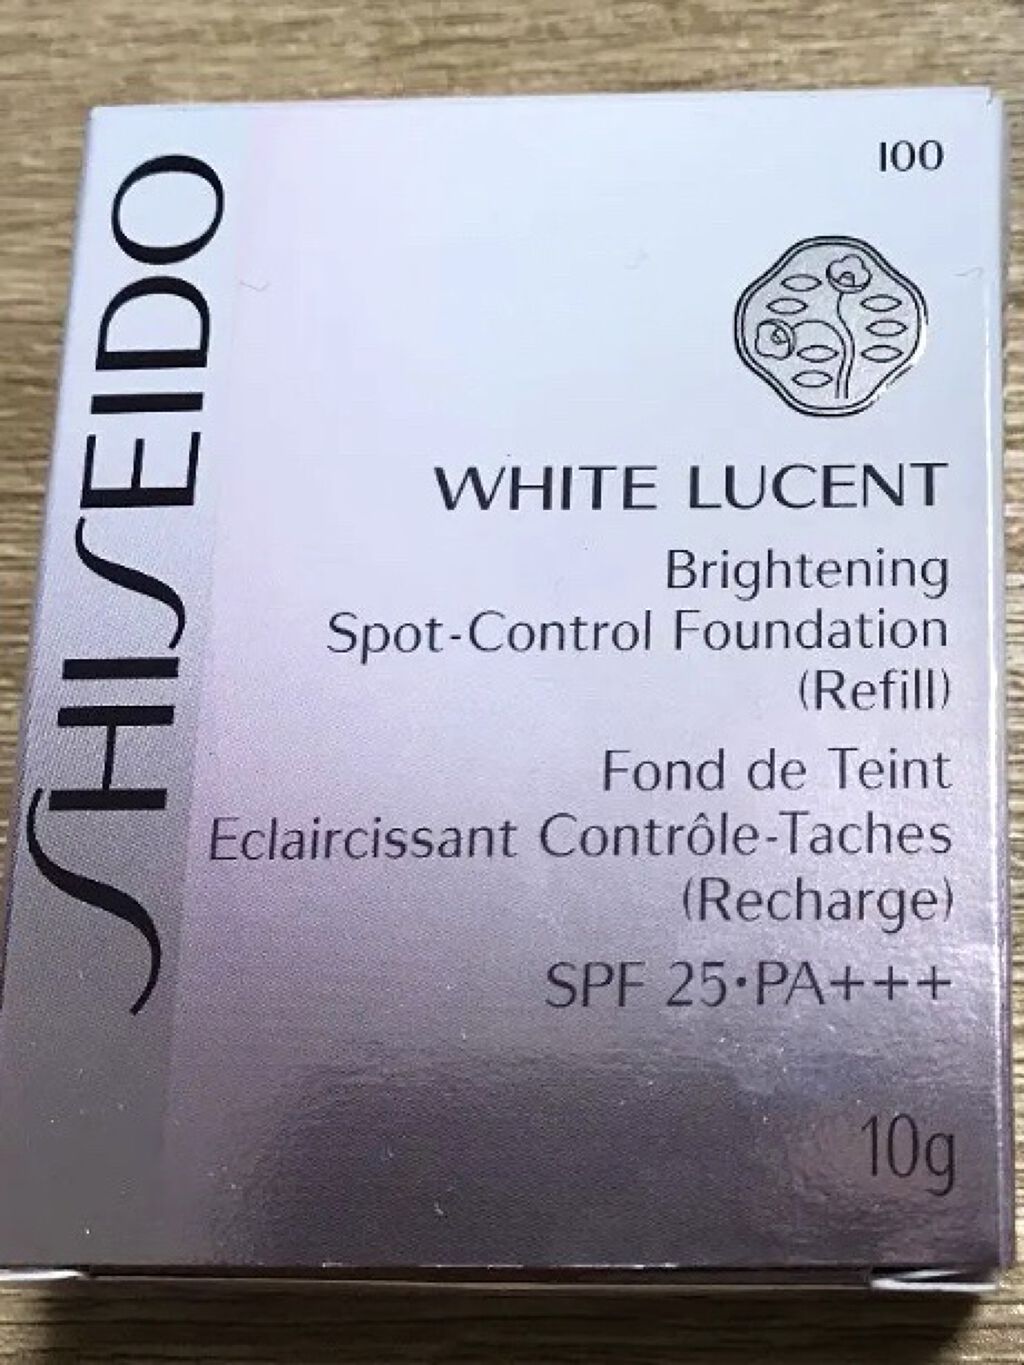 SHISEIDO
100
WHITE LUCENT
Brightening
Spot-Control Foundation
(Refill)
Fond de Teint
Eclaircissant Contrôle-Taches
(Recharge)
SPF 25•PA+++
10g